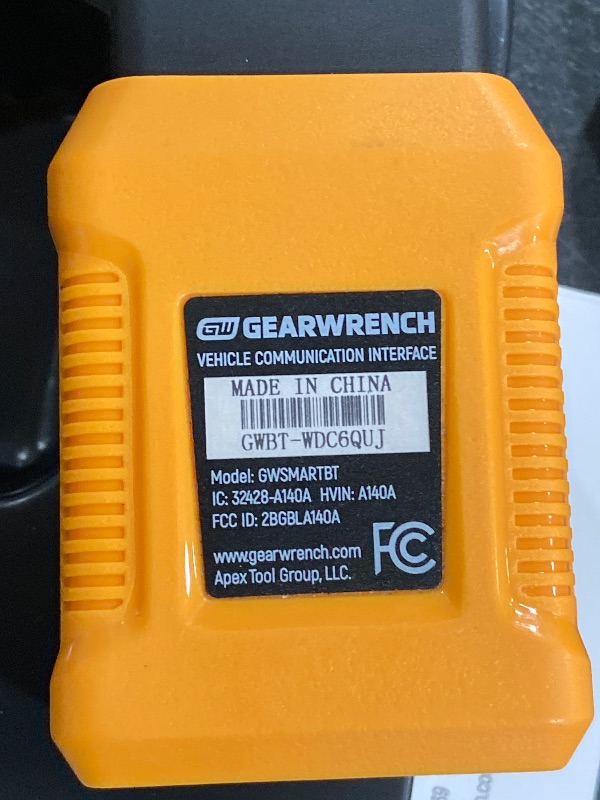 GW GEARWRENCH
VEHICLE COMMUNICATION INTERFACE
MADE IN CHINA
GWBT-WDC6QUJ
Model: GWSMARTBT
IC: 32428-A140A HVIN: A140A
FCC ID: 2BGBLA140A
FC
www.gearwrench.com
Apex Tool Group, LLC.